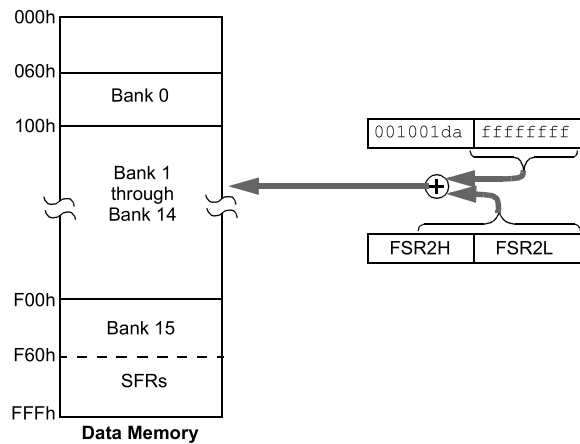 000h
060h
Bank 0
100h
001001da ffffffff
Bank 1
through
Bank 14
FSR2H FSR2L
F00h
Bank 15
F60h
SFRs
FFFh
Data Memory